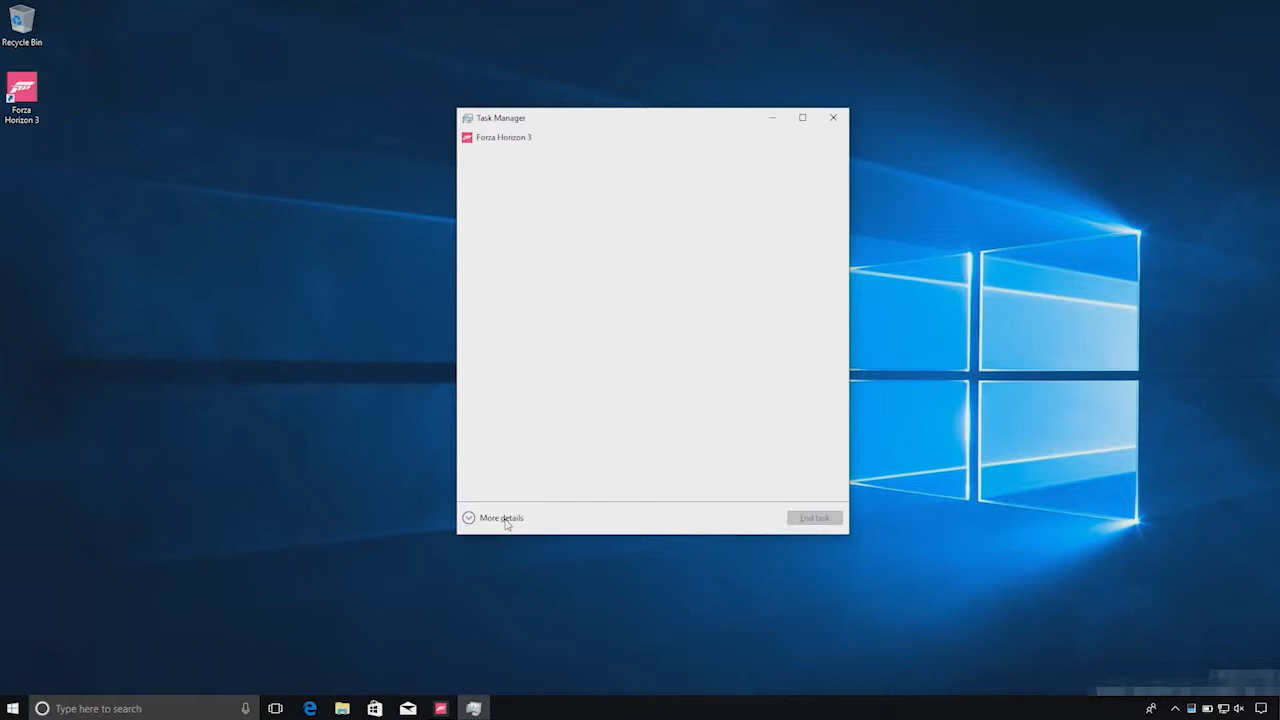 Recycle Bin
Forza
Horizon 3
Task Manager
Forza Horizon 3
More details
End task
Type here to search